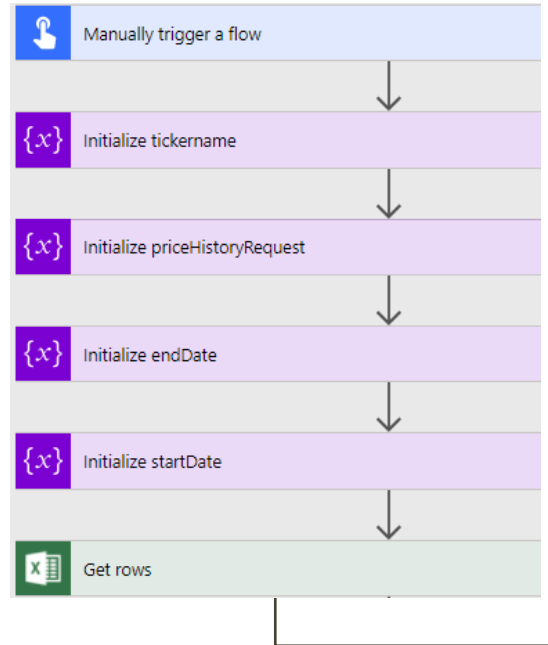 Manually trigger a flow
{x} Initialize tickername
{x} Initialize priceHistoryRequest
{x} Initialize endDate
{x} Initialize startDate
X Get rows